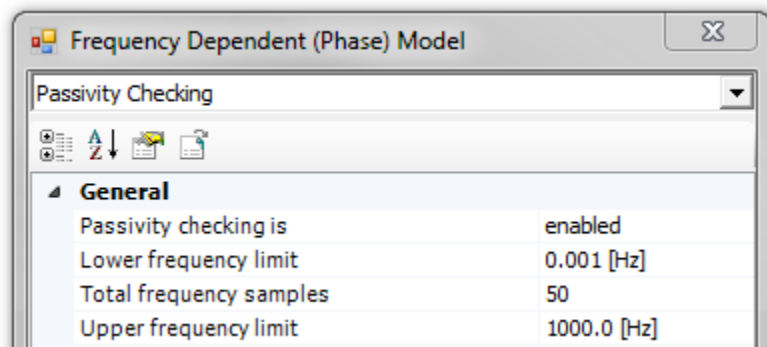 Frequency Dependent (Phase) Model
Passivity Checking
A
Z
General
Passivity checking is enabled
Lower frequency limit 0.001 [Hz]
Total frequency samples 50
Upper frequency limit 1000.0 [Hz]